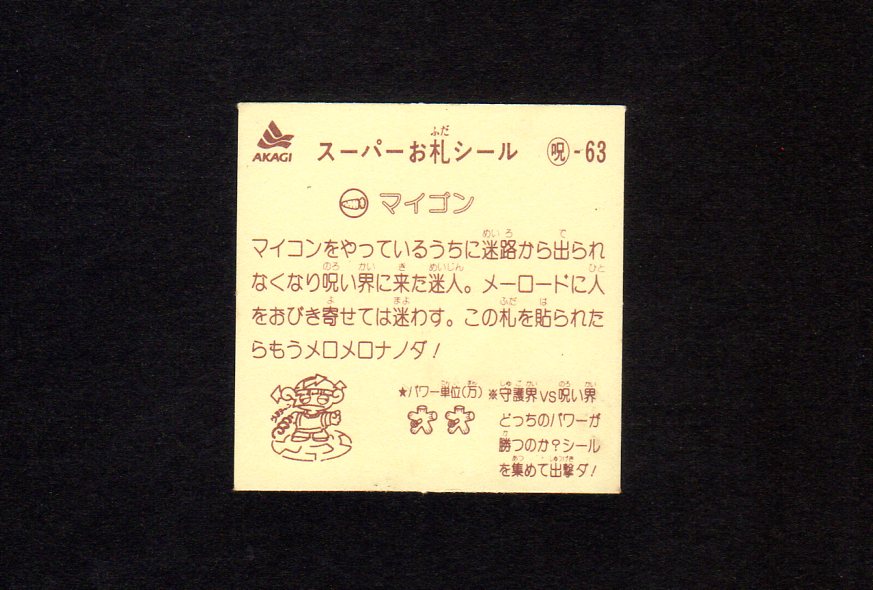 AKAGI
スーパーお札シール ㊙-63
マイゴン
マイコンをやっているうちに迷路から出られ
なくなり呪い界に来た迷人。メーロードに人
をおびき寄せては迷わす。この札を貼られた
らもうメロメロナノダ!
★パワー単位(万)
※守護界VS呪い界
どっちのパワーが
勝つのか?シール
を集めて出撃ダ!